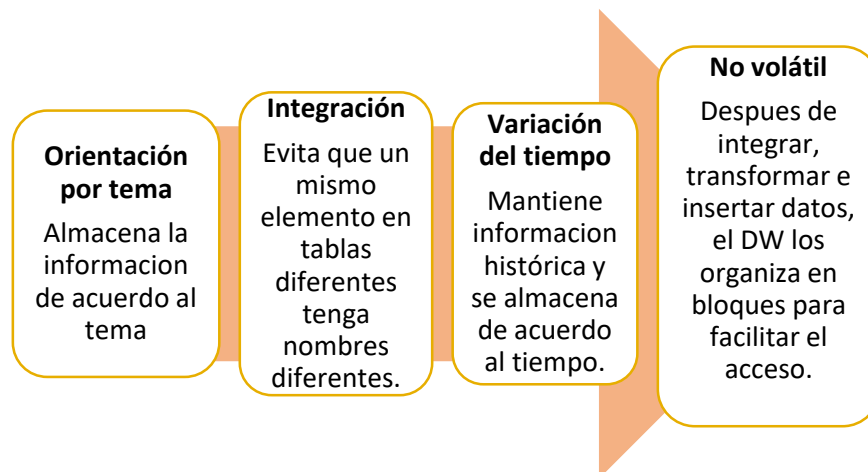 Orientación
por tema
Almacena la
informacion
de acuerdo al
tema
Integración
Evita que un
mismo
elemento en
tablas
diferentes
tenga
nombres
diferentes.
Variación
del tiempo
Mantiene
informacion
histórica y
se almacena
de acuerdo
al tiempo.
No volátil
Despues de
integrar,
transformar e
insertar datos,
el DW los
organiza en
bloques para
facilitar el
acceso.